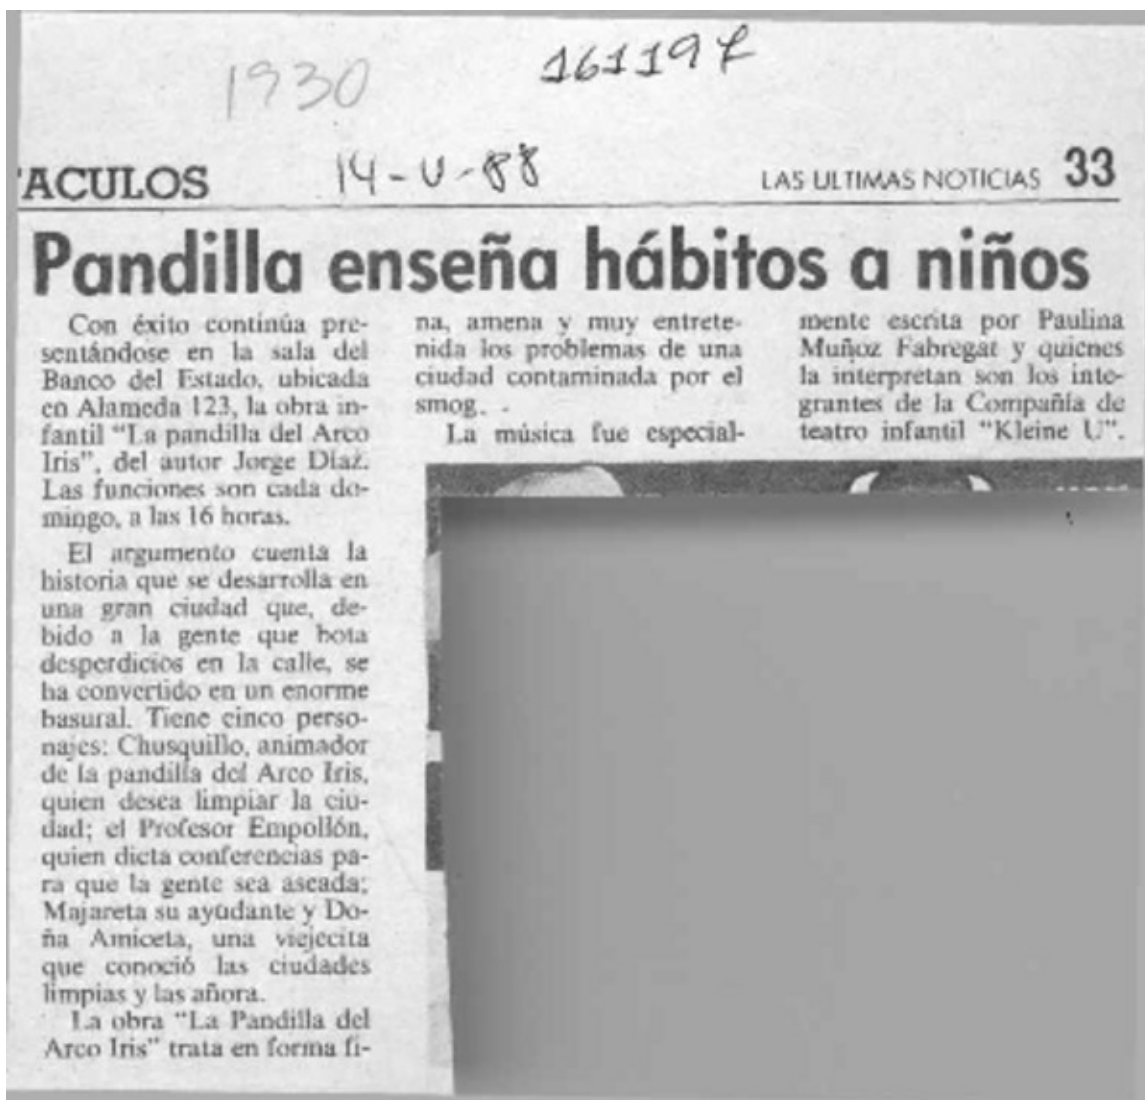 1930
161197
TACULOS
14-V-88
LAS ULTIMAS NOTICIAS 33
Pandilla enseña hábitos a niños
Con éxito continúa pre-
sentándose en la sala del
Banco del Estado, ubicada
en Alameda 123, la obra in-
fantil "La pandilla del Arco
Iris", del autor Jorge Díaz.
Las funciones son cada do-
mingo, a las 16 horas.
El argumento cuenta la
historia que se desarrolla en
una gran ciudad que, de-
bido a la gente que bota
desperdicios en la calle, se
ha convertido en un enorme
basural. Tiene cinco perso-
najes: Chusquillo, animador
de la pandilla del Arco Iris,
quien desea limpiar la ciu-
dad; el Profesor Empollón,
quien dicta conferencias pa-
ra que la gente sea aseada;
Majareta su ayudante y Do-
ña Amiceta, una viejecita
que conoció las ciudades
limpias y las añora.
La obra "La Pandilla del
Arco Iris" trata en forma fi-
na, amena y muy entrete-
nida los problemas de una
ciudad contaminada por el
smog.
La música fue especial-
mente escrita por Paulina
Muñoz Fabregat y quienes
la interpretan son los inte-
grantes de la Compañía de
teatro infantil "Kleine U".